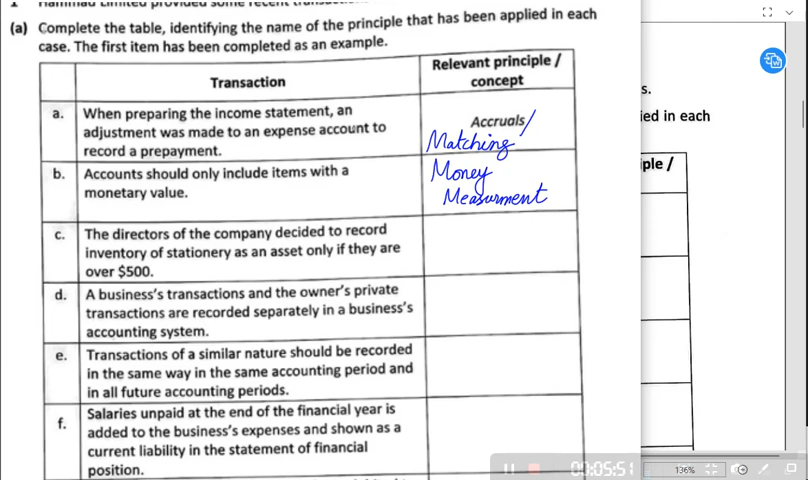 (a) Complete the table, identifying the name of the principle that has been applied in each
case. The first item has been completed as an example.
Transaction
Relevant principle /
concept
a. When preparing the income statement, an
adjustment was made to an expense account to
record a prepayment.
Accruals/
Matching/
b. Accounts should only include items with a
monetary value.
Money
Measurment
c. The directors of the company decided to record
inventory of stationery as an asset only if they are
over $500.
d. A business's transactions and the owner's private
transactions are recorded separately in a business's
accounting system.
e. Transactions of a similar nature should be recorded
in the same way in the same accounting period and
in all future accounting periods.
f. Salaries unpaid at the end of the financial year is
added to the business's expenses and shown as a
current liability in the statement of financial
position.
s.
ied in each
iple /
00:05:51
136%